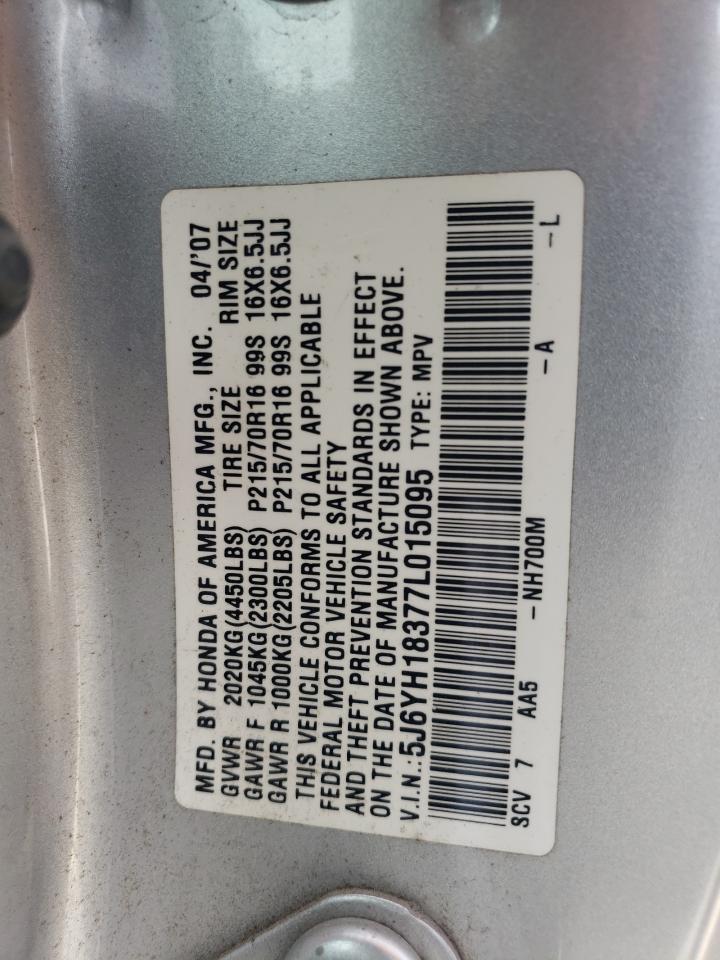 MFD. BY HONDA OF AMERICA MFG., INC. 04/'07
GVWR 2020KG(4450LBS) TIRE SIZE RIM SIZE
GAWR F 1045KG(2300LBS) P215/70R16 99S 16X6.5JJ
GAWR R 1000KG(2205LBS) P215/70R16 99S 16X6.5JJ
THIS VEHICLE CONFORMS TO ALL APPLICABLE
FEDERAL MOTOR VEHICLE SAFETY
AND THEFT PREVENTION STANDARDS IN EFFECT
ON THE DATE OF MANUFACTURE SHOWN ABOVE.
V.I.N.:5J6YH18377L015095 TYPE: MPV
SCV 7 AA5 -NH700M -A -L